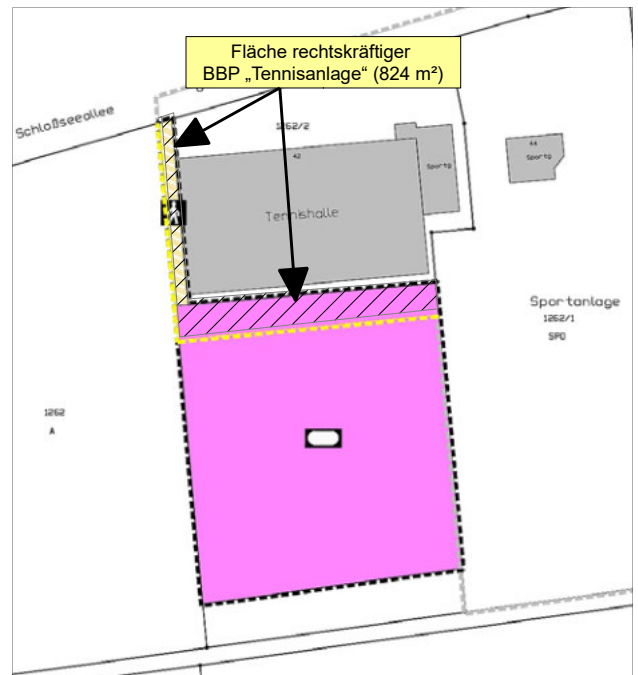 Fläche rechtskräftiger
BBP „Tennisanlage“ (824 m²)
Schloßseeallee
1262/2
42
Sportg
44
Sportg
Tennishalle
Sportanlage
1262/1
SPO
1262
A